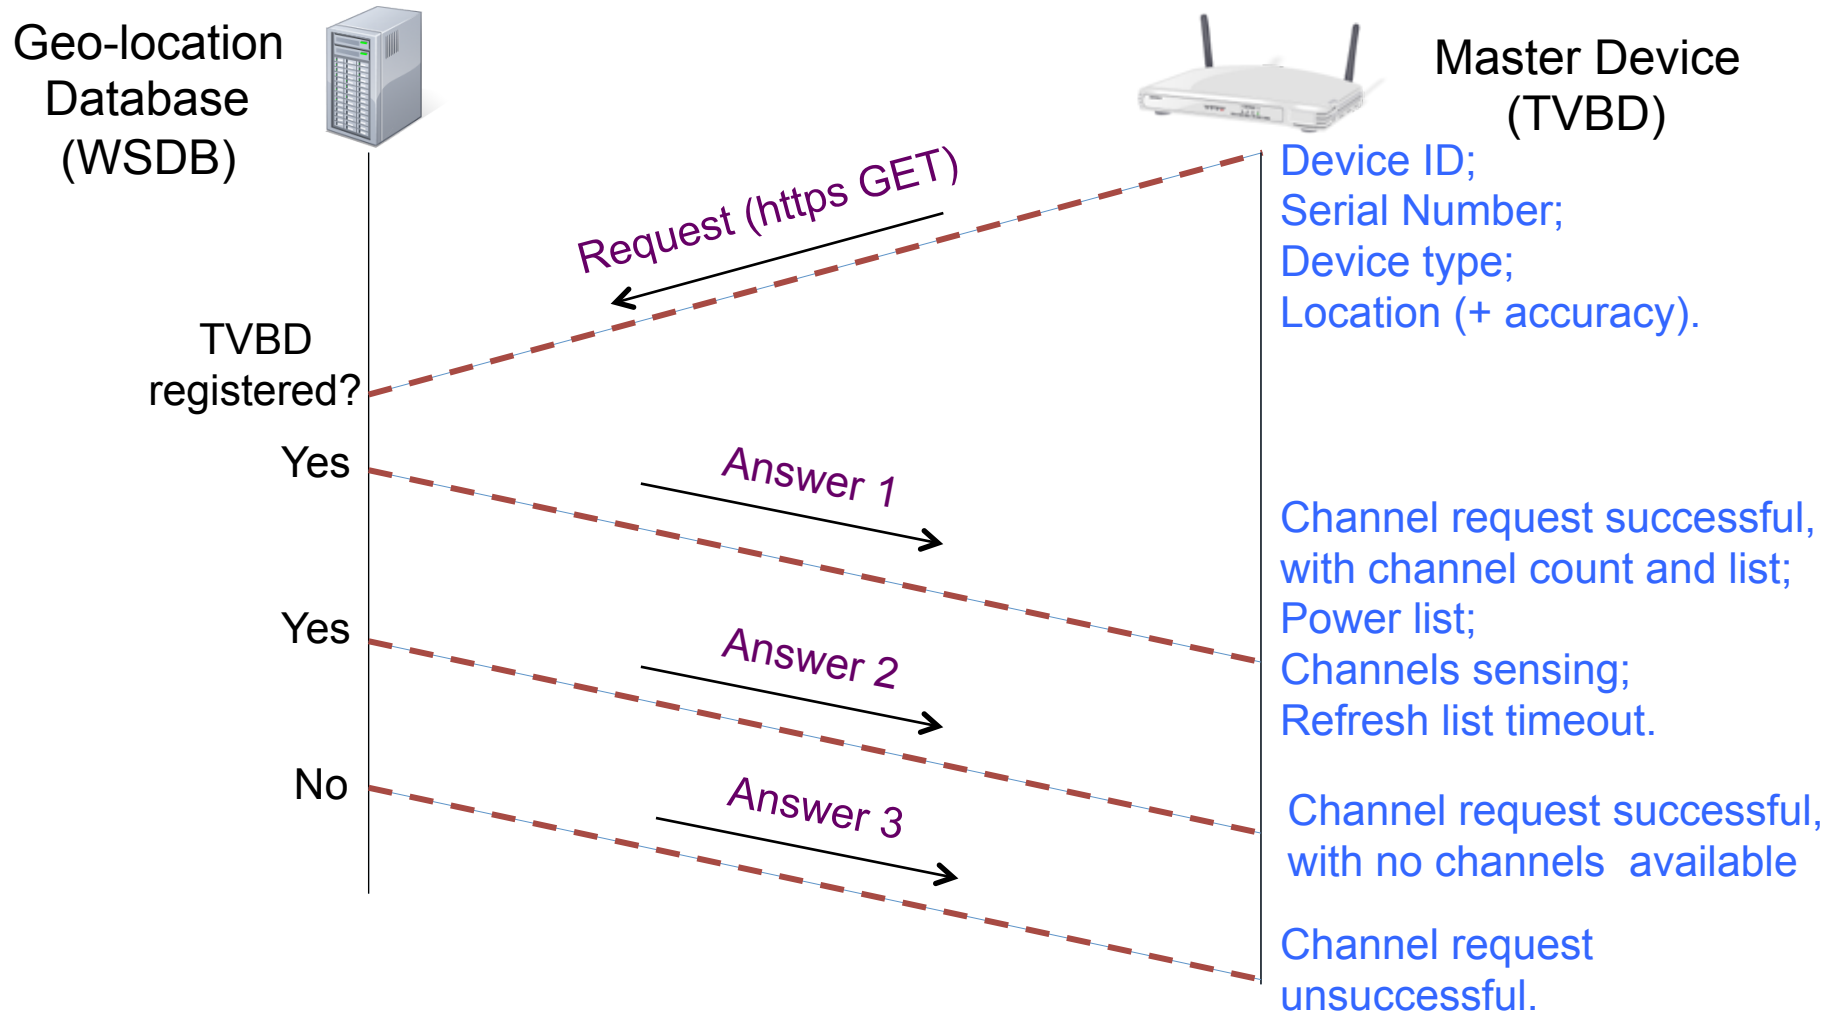 Geo-location
Database
(WSDB)
Master Device
(TVBD)
Device ID;
Serial Number;
Device type;
Location (+ accuracy).
Request (https GET)
TVBD
registered?
Yes
Answer 1
Channel request successful,
with channel count and list;
Power list;
Channels sensing;
Refresh list timeout.
Yes
Answer 2
Channel request successful,
with no channels available
No
Answer 3
Channel request
unsuccessful.